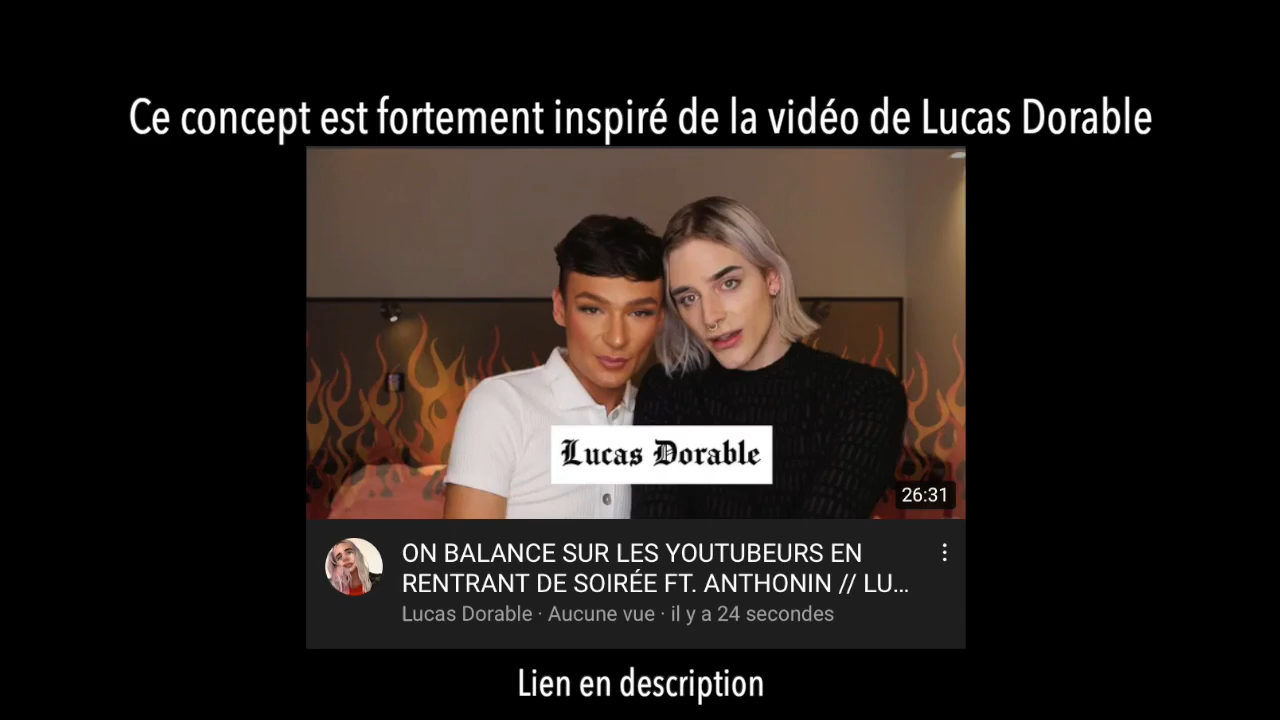 Ce concept est fortement inspiré de la vidéo de Lucas Dorable
Lucas Dorable
26:31
ON BALANCE SUR LES YOUTUBEURS EN
RENTRANT DE SOIRÉE FT. ANTHONIN // LU...
Lucas Dorable · Aucune vue · il y a 24 secondes
Lien en description